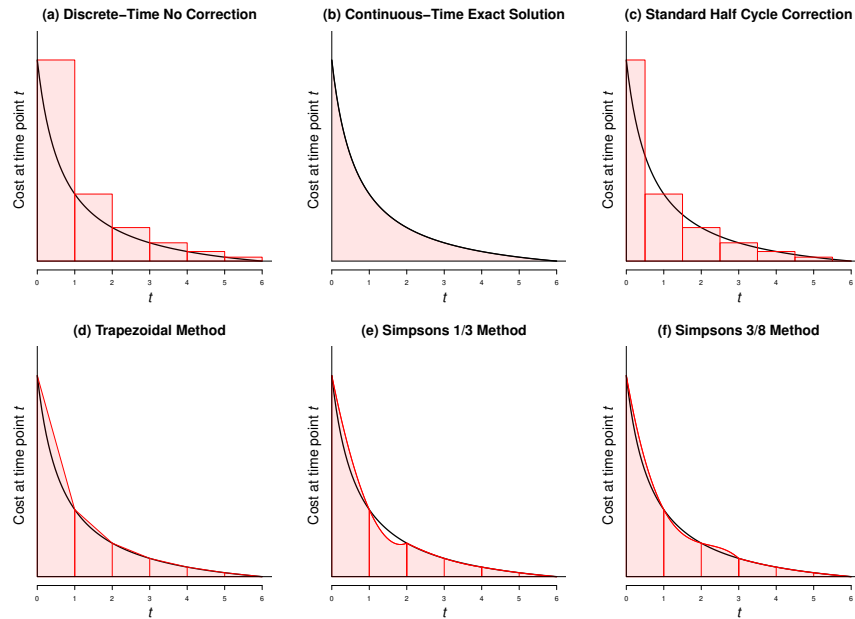 (a) Discrete−Time No Correction
Cost at time point t
0 1 2 3 4 5 6
t
(b) Continuous−Time Exact Solution
Cost at time point t
0 1 2 3 4 5 6
t
(c) Standard Half Cycle Correction
Cost at time point t
0 1 2 3 4 5 6
t
(d) Trapezoidal Method
Cost at time point t
0 1 2 3 4 5 6
t
(e) Simpsons 1/3 Method
Cost at time point t
0 1 2 3 4 5 6
t
(f) Simpsons 3/8 Method
Cost at time point t
0 1 2 3 4 5 6
t